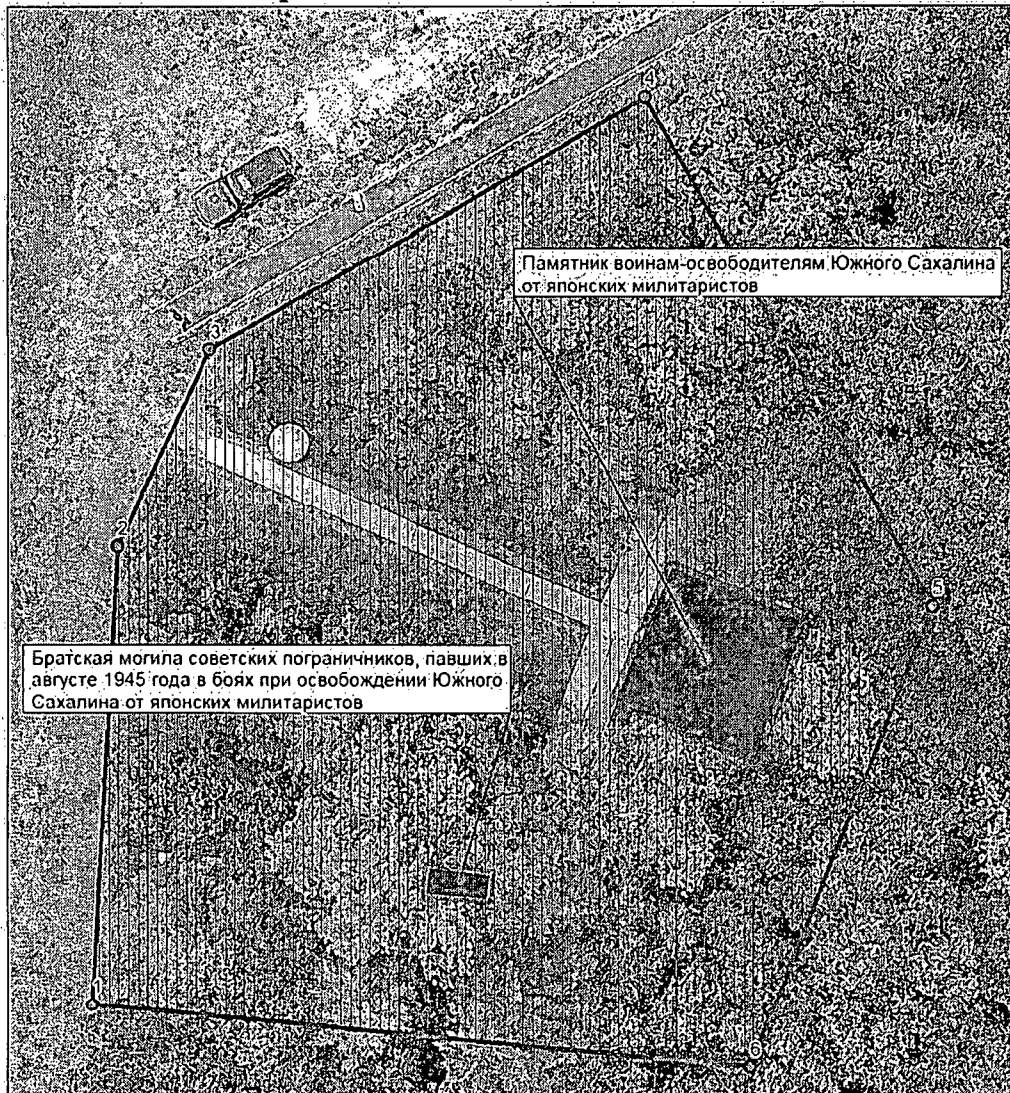 4
Памятник воинам-освободителям Южного Сахалина
от японских милитаристов
3
2
5
Братская могила советских пограничников, павших в
августе 1945 года в боях при освобождении Южного
Сахалина от японских милитаристов
1